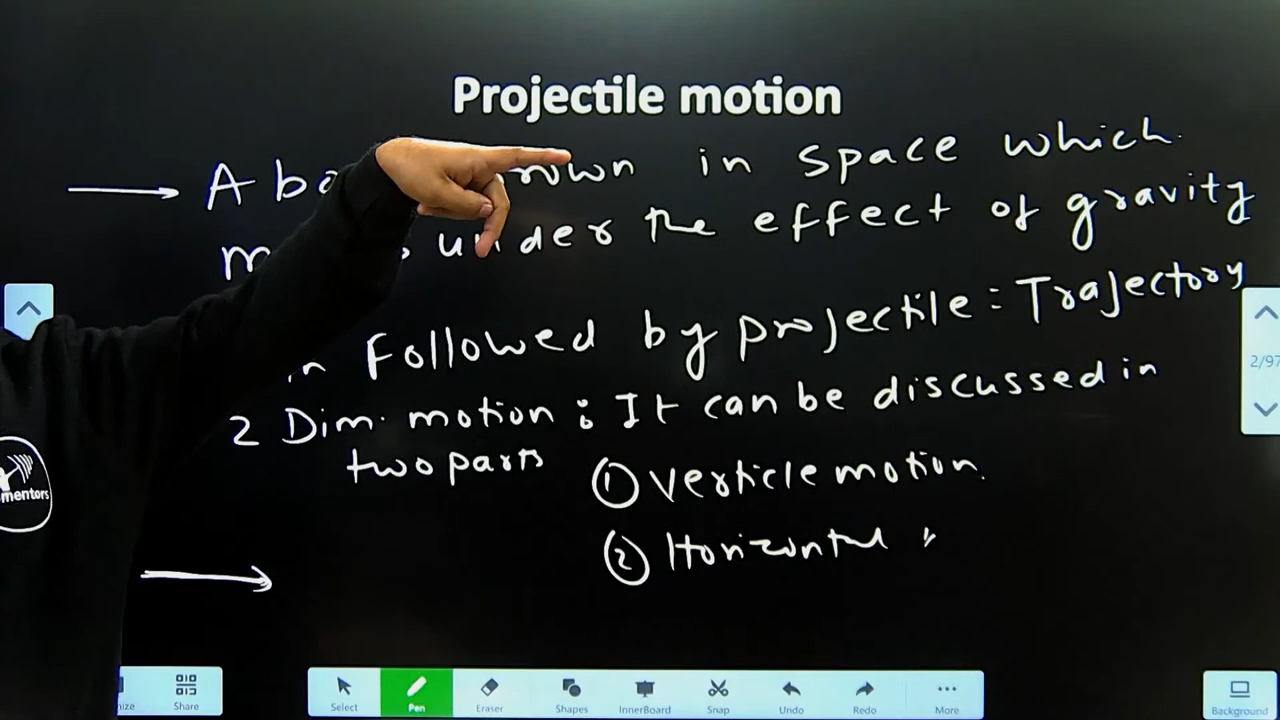 Projectile motion
A in space which
under the effect of gravity
Followed by projectile = Trajectory
2 Dim. motion : It can be discussed in
two parts
① Verticle motion.
② Horizontal "
mentors
2/97
Share
Select
Pen
Eraser
Shapes
InnerBoard
Snap
Undo
Redo
More
Background